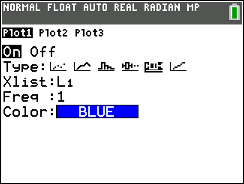 NORMAL FLOAT AUTO REAL RADIAN MP
Plot1 Plot2 Plot3
On Off
Type:
Xlist:L₁
Freq :1
Color: BLUE